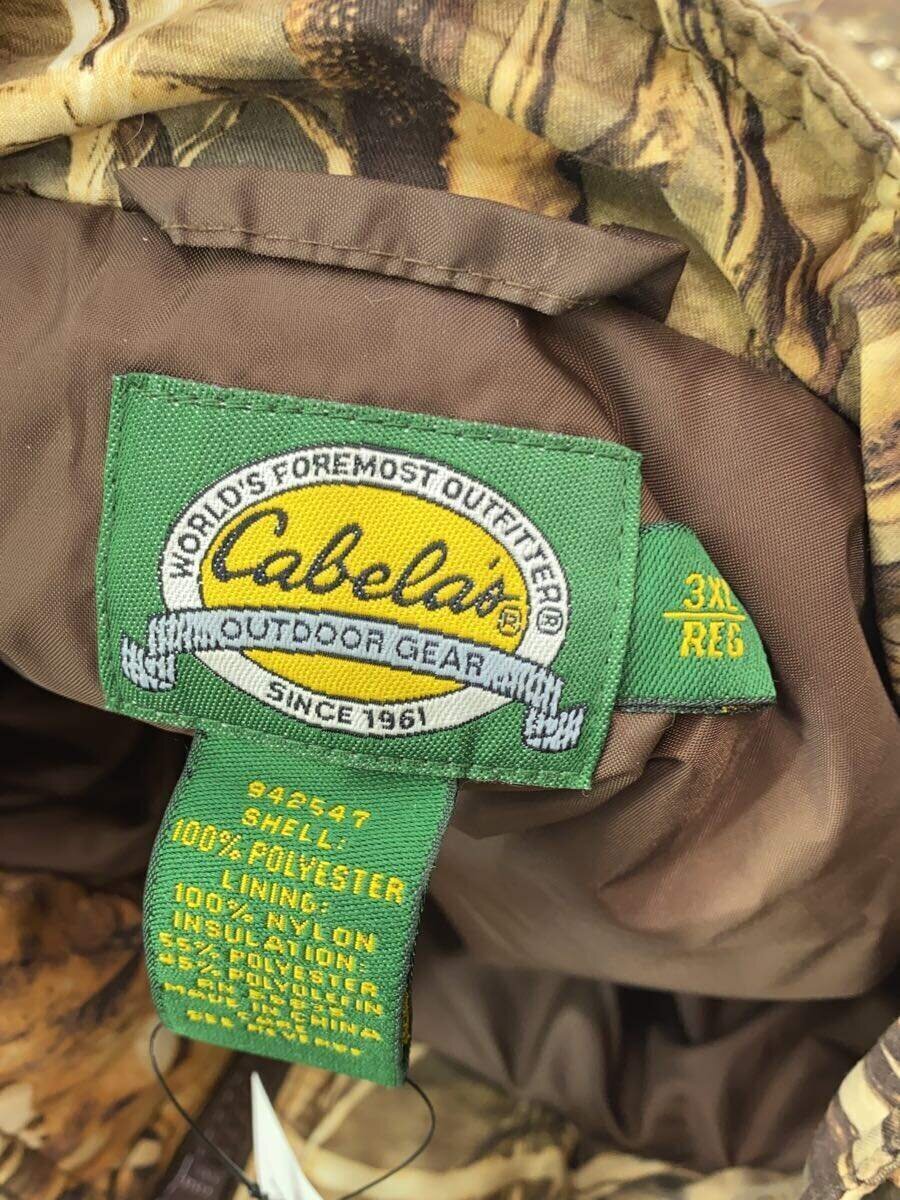 WORLD'S FOREMOST OUTFITTER®
Cabela's®
OUTDOOR GEAR
SINCE 1961
3XL
REG
942547
SHELL:
100% POLYESTER
LINING:
100% NYLON
INSULATION:
55% POLYESTER
45% POLYOLEFIN
MADE IN CHINA
CARE